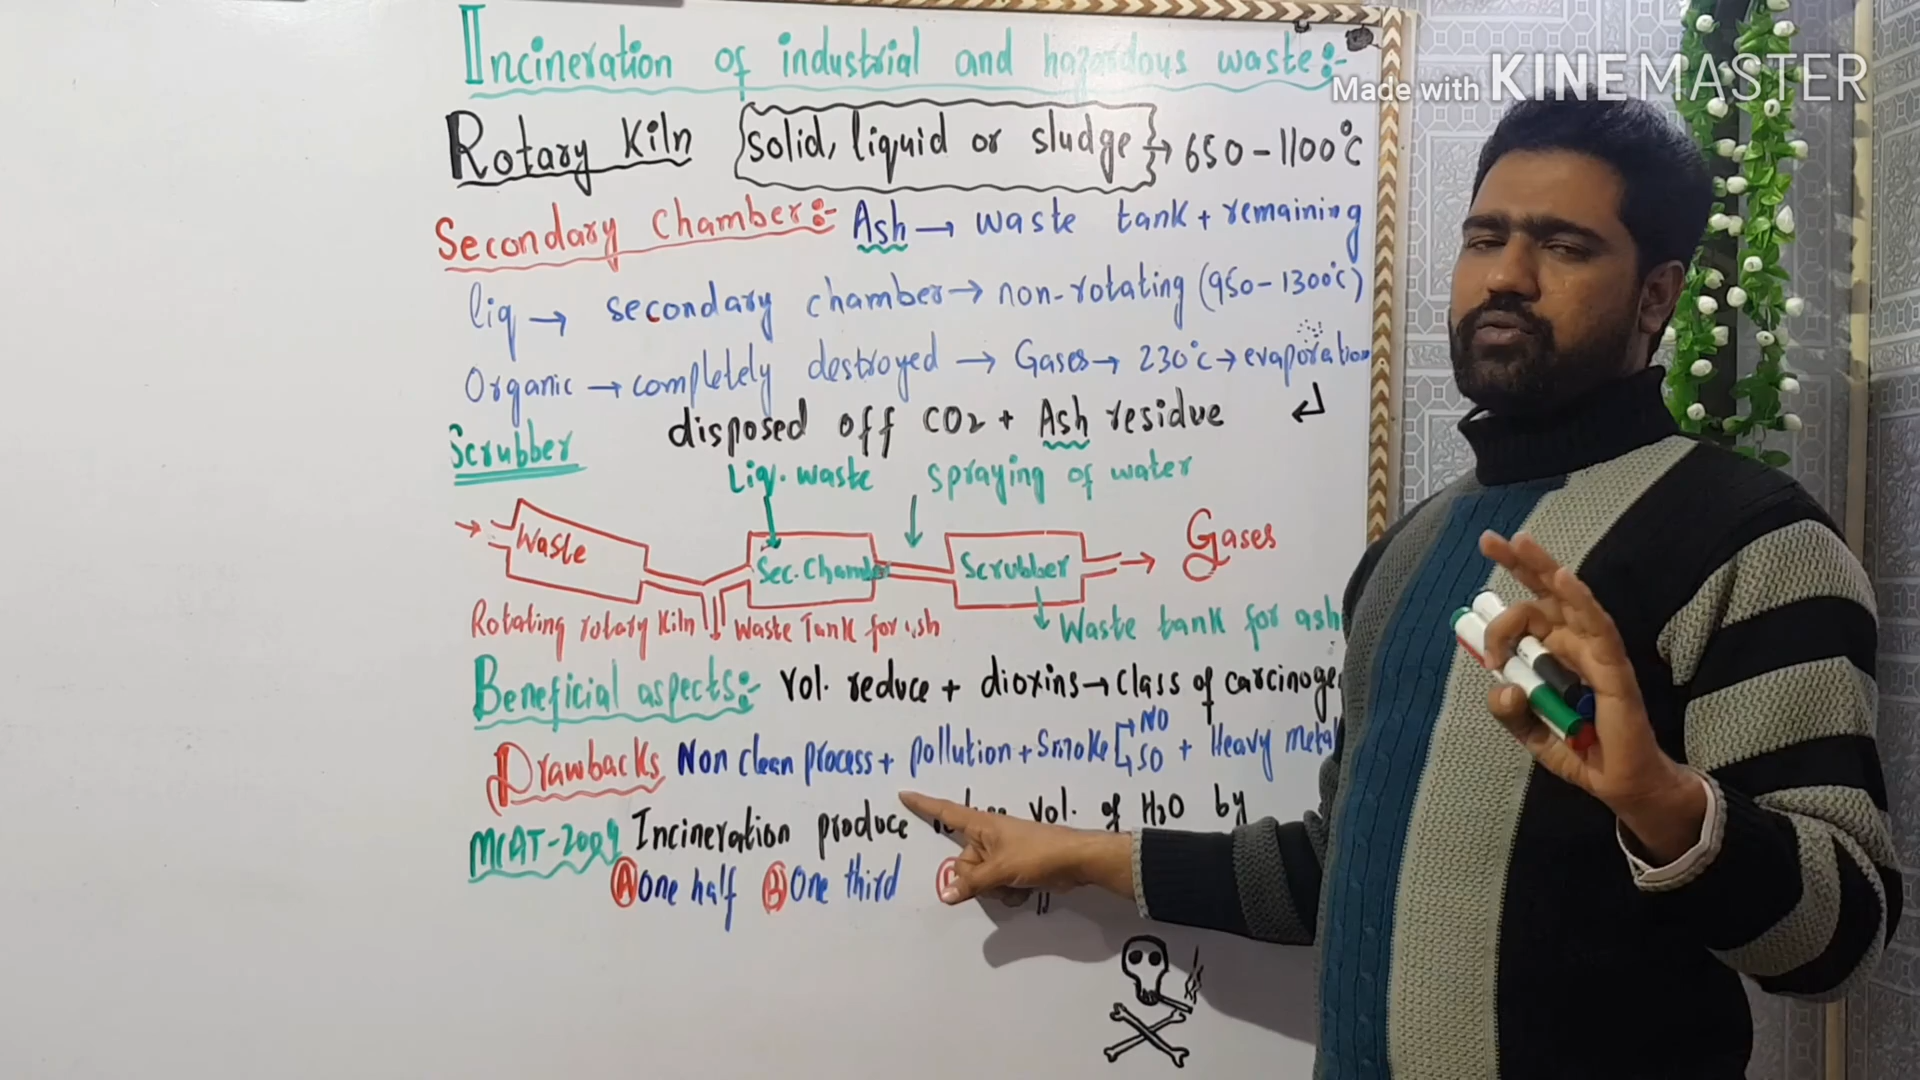 Incineration of industrial and hazardous waste:-
Made with KINEMASTER
Rotary Kiln {solid, liquid or sludge} → 650-1100°C
Secondary Chamber:- Ash → waste tank + remaining
liq → secondary chamber → non-rotating (950-1300°C)
Organic → completely destroyed → Gases → 230°C → evaporation
disposed off CO₂ + Ash residue
Scrubber
Liq. waste spraying of water
Waste
Sec. Chamber
Scrubber
Gases
Rotating rotary Kiln Waste Tank for ash
Waste tank for ash
Beneficial aspects:- Vol. reduce + dioxins → class of carcinoge
Drawbacks Non clean process + pollution + Smoke NO SO + Heavy metal
MCAT-2009 Incineration produce vol. of H₂O by
(A) One half (B) One third